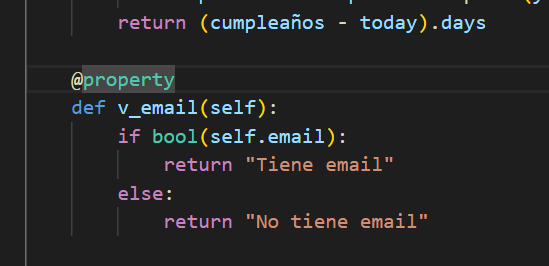 return (cumpleaños - today).days
@property
def v_email(self):
if bool(self.email):
return "Tiene email"
else:
return "No tiene email"